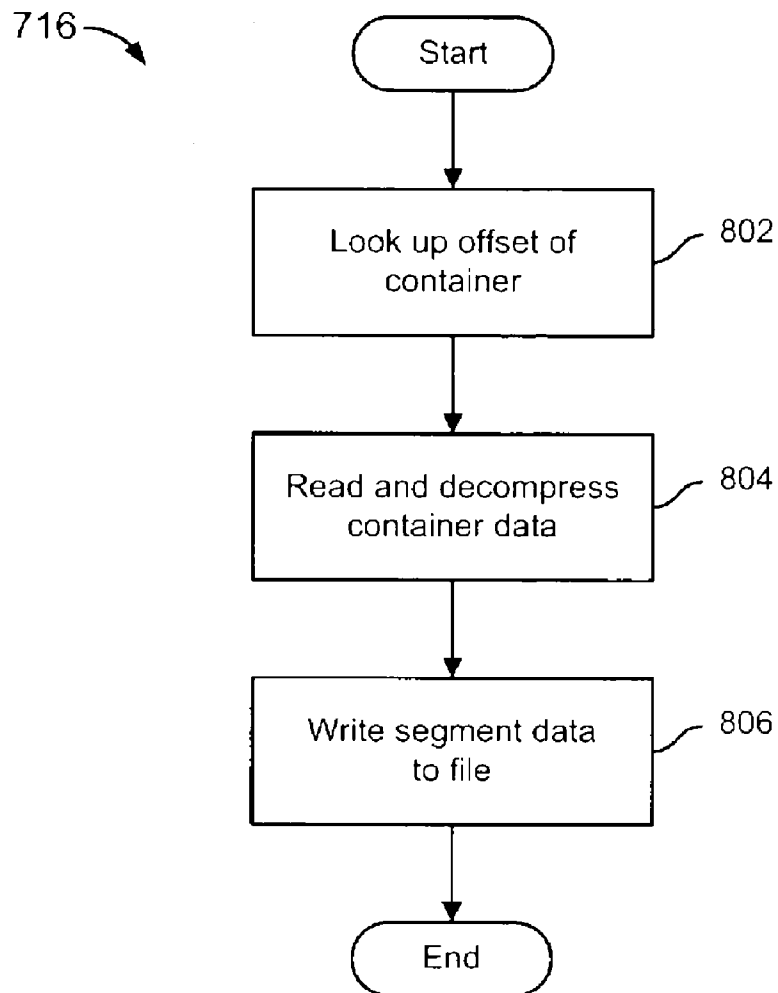 716
Start
Look up offset of
container
802
Read and decompress
container data
804
Write segment data
to file
806
End